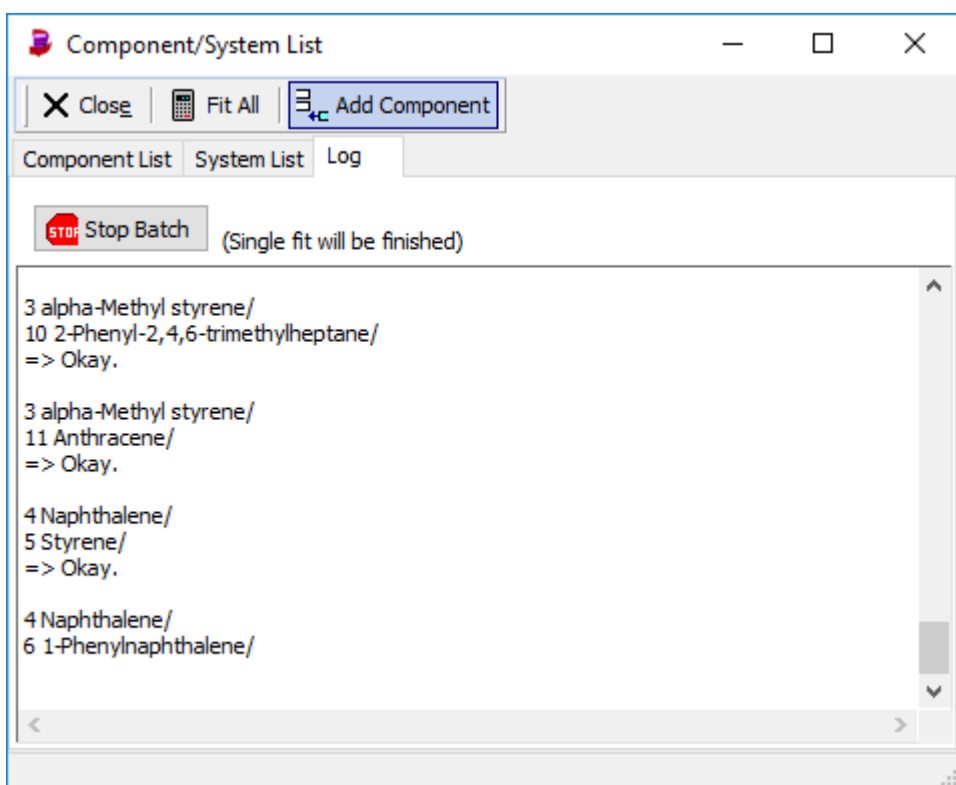 Component/System List
Close
Fit All
Add Component
Component List
System List
Log
STOP
Stop Batch
(Single fit will be finished)
3 alpha-Methyl styrene/
10 2-Phenyl-2,4,6-trimethylheptane/
=> Okay.
3 alpha-Methyl styrene/
11 Anthracene/
=> Okay.
4 Naphthalene/
5 Styrene/
=> Okay.
4 Naphthalene/
6 1-Phenylnaphthalene/